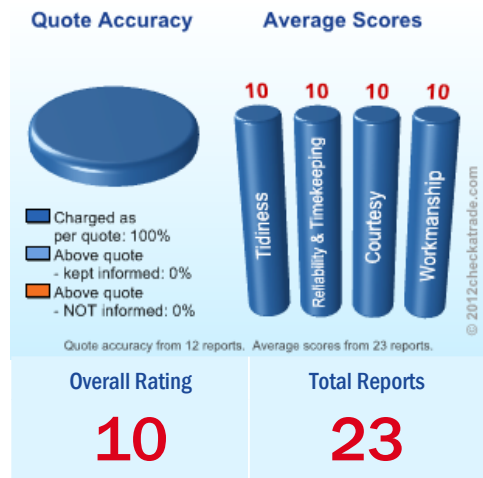 Quote Accuracy
Average Scores
10
10
10
10
Tidiness
Reliability & Timekeeping
Courtesy
Workmanship
Charged as
per quote: 100%
Above quote
- kept informed: 0%
Above quote
- NOT informed: 0%
© 2012checkatrade.com
Quote accuracy from 12 reports. Average scores from 23 reports.
Overall Rating
10
Total Reports
23